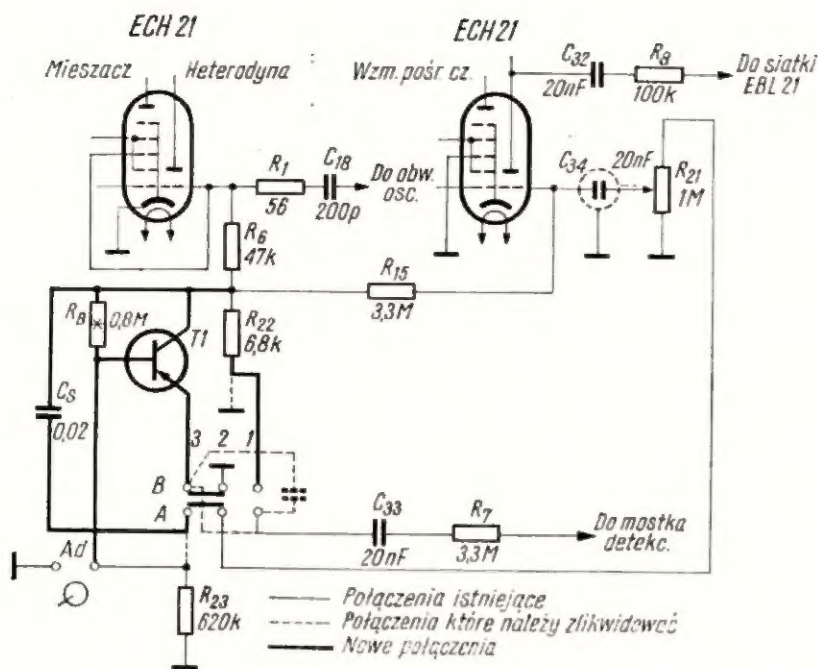 ECH 21
ECH21
Mieszacz
Heterodyna
Wzm. pośr. cz.
C32
20nF
R8
100k
Do siatki
EBL 21
R1
56
C18
200p
Do obw.
osc.
C34
20nF
R21
1M
R6
47k
R15
3,3M
RB
0,8M
T1
R22
6,8k
CS
0,02
3 2 1
B
A
C33
20nF
R7
3,3M
Do mostka
detekc.
Ad
R23
620k
Połączenia istniejące
Połączenia które należy zlikwidować
Nowe połączenia